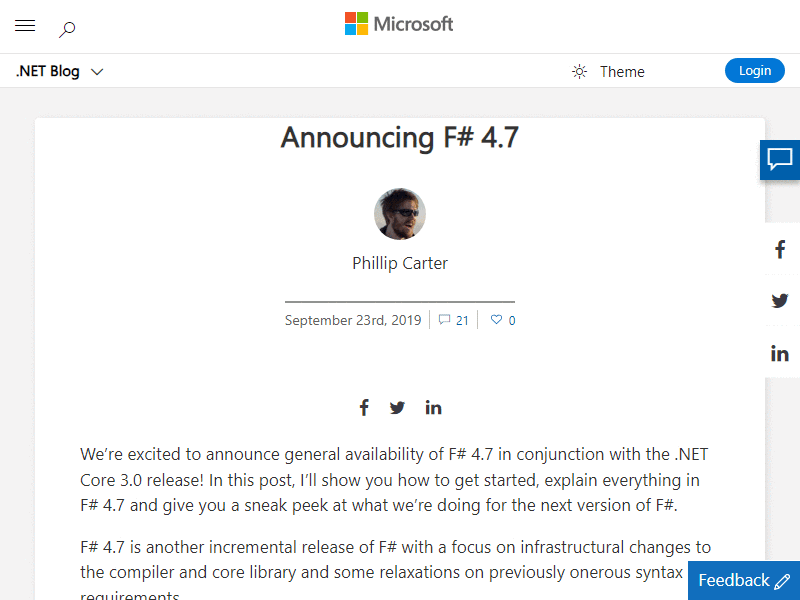 Microsoft
.NET Blog
Theme
Login
Announcing F# 4.7
Phillip Carter
September 23rd, 2019
21
0
We’re excited to announce general availability of F# 4.7 in conjunction with the .NET
Core 3.0 release! In this post, I’ll show you how to get started, explain everything in
F# 4.7 and give you a sneak peek at what we’re doing for the next version of F#.
F# 4.7 is another incremental release of F# with a focus on infrastructural changes to
the compiler and core library and some relaxations on previously onerous syntax
requirements.
Feedback